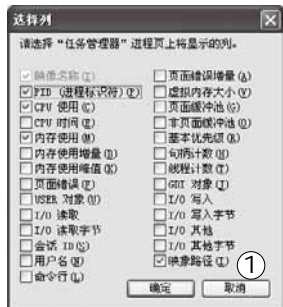 选择列
请选择“任务管理器”进程页上将显示的列。
映像名称(I)
PID (进程标识符)(P)
CPU 使用(C)
CPU 时间(E)
内存使用(M)
内存使用增量(D)
内存使用峰值(K)
页面错误(F)
USER 对象(U)
I/O 读取
I/O 读取字节
会话 ID(S)
用户名(N)
命令行(L)
页面错误增量(A)
虚拟内存大小(V)
页面缓冲池(G)
非页面缓冲池(O)
基本优先级(R)
句柄计数(H)
线程计数(T)
GDI 对象(J)
I/O 写入
I/O 写入字节
I/O 其他
I/O 其他字节
映象路径(I)
①
确定
取消